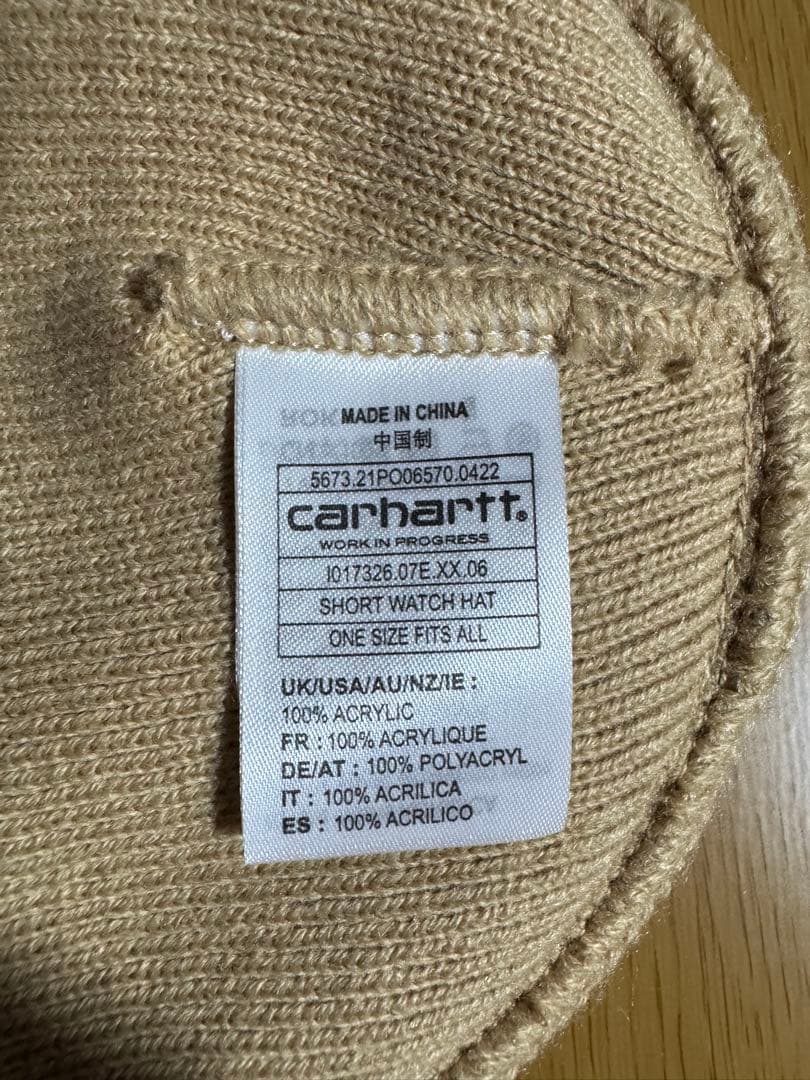 MADE IN CHINA
中国制
5673.21PO06570.0422
carhartt®
WORK IN PROGRESS
I017326.07E.XX.06
SHORT WATCH HAT
ONE SIZE FITS ALL
UK/USA/AU/NZ/IE :
100% ACRYLIC
FR : 100% ACRYLIQUE
DE/AT : 100% POLYACRYL
IT : 100% ACRILICA
ES : 100% ACRILICO